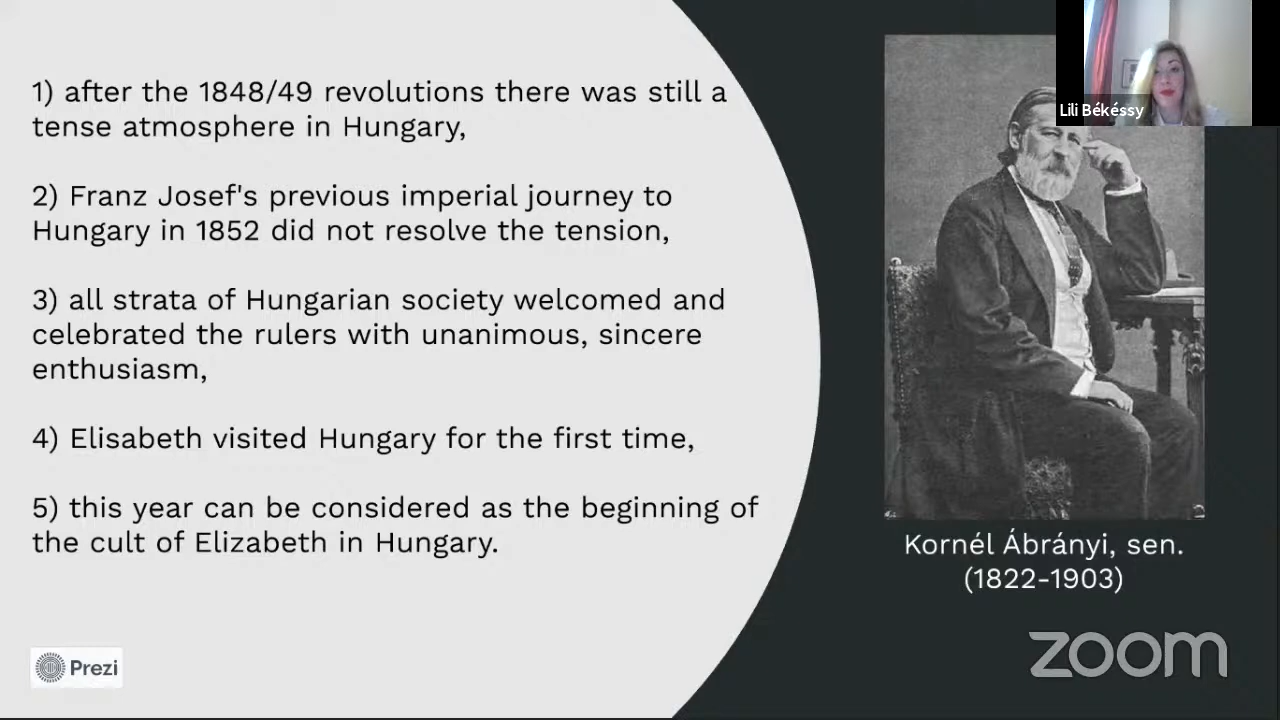 1) after the 1848/49 revolutions there was still a
tense atmosphere in Hungary,
2) Franz Josef's previous imperial journey to
Hungary in 1852 did not resolve the tension,
3) all strata of Hungarian society welcomed and
celebrated the rulers with unanimous, sincere
enthusiasm,
4) Elisabeth visited Hungary for the first time,
5) this year can be considered as the beginning of
the cult of Elizabeth in Hungary.
Prezi
Lili Békéssy
Kornél Ábrányi, sen.
(1822-1903)
zoom